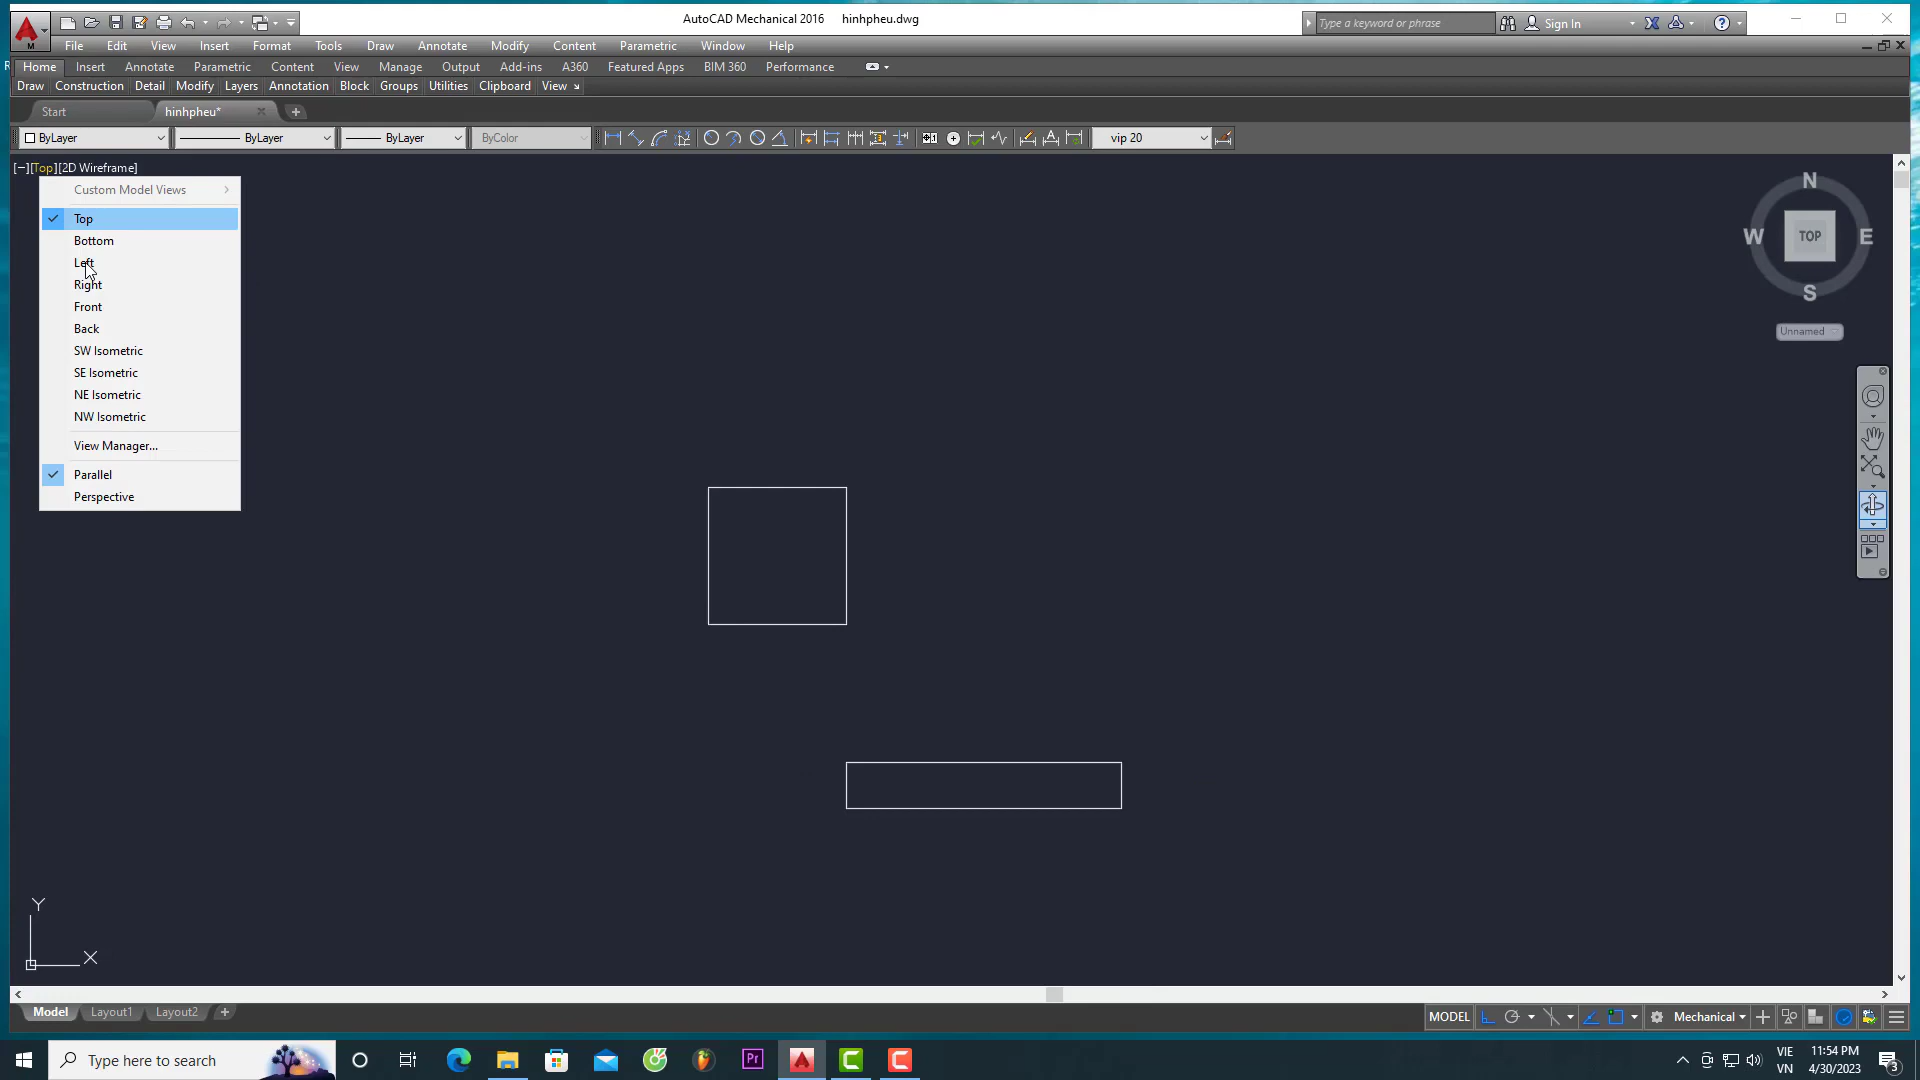 AutoCAD Mechanical 2016 hinhpheu.dwg
Type a keyword or phrase
Sign In
File Edit View Insert Format Tools Draw Annotate Modify Content Parametric Window Help
Home Insert Annotation Parametric Content View Manage Output Add-ins A360 Featured Apps BIM 360 Performance
Draw Construction Detail Modify Layers Annotation Block Groups Utilities Clipboard View
Start hinhpheu*
ByLayer ByLayer ByLayer ByColor vip 20
[−][Top][2D Wireframe]
Custom Model Views
Top
Bottom
Left
Right
Front
Back
SW Isometric
SE Isometric
NE Isometric
NW Isometric
View Manager...
Parallel
Perspective
N
W TOP E
S
Unnamed
Y
X
Model Layout1 Layout2
MODEL Mechanical
Type here to search
Pr
VIE
VN
11:54 PM
4/30/2023
3